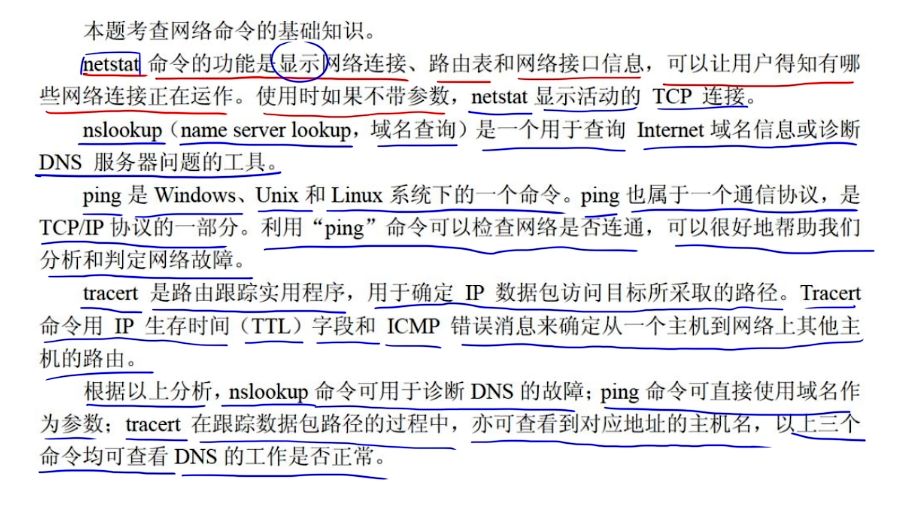 本题考查网络命令的基础知识。
netstat 命令的功能是显示网络连接、路由表和网络接口信息，可以让用户得知有哪
些网络连接正在运作。使用时如果不带参数，netstat 显示活动的 TCP 连接。
nslookup（name server lookup，域名查询）是一个用于查询 Internet 域名信息或诊断
DNS 服务器问题的工具。
ping 是 Windows、Unix 和 Linux 系统下的一个命令。ping 也属于一个通信协议，是
TCP/IP 协议的一部分。利用“ping”命令可以检查网络是否连通，可以很好地帮助我们
分析和判定网络故障。
tracert 是路由跟踪实用程序，用于确定 IP 数据包访问目标所采取的路径。Tracert
命令用 IP 生存时间（TTL）字段和 ICMP 错误消息来确定从一个主机到网络上其他主
机的路由。
根据以上分析，nslookup 命令可用于诊断 DNS 的故障；ping 命令可直接使用域名作
为参数；tracert 在跟踪数据包路径的过程中，亦可查看到对应地址的主机名，以上三个
命令均可查看 DNS 的工作是否正常。